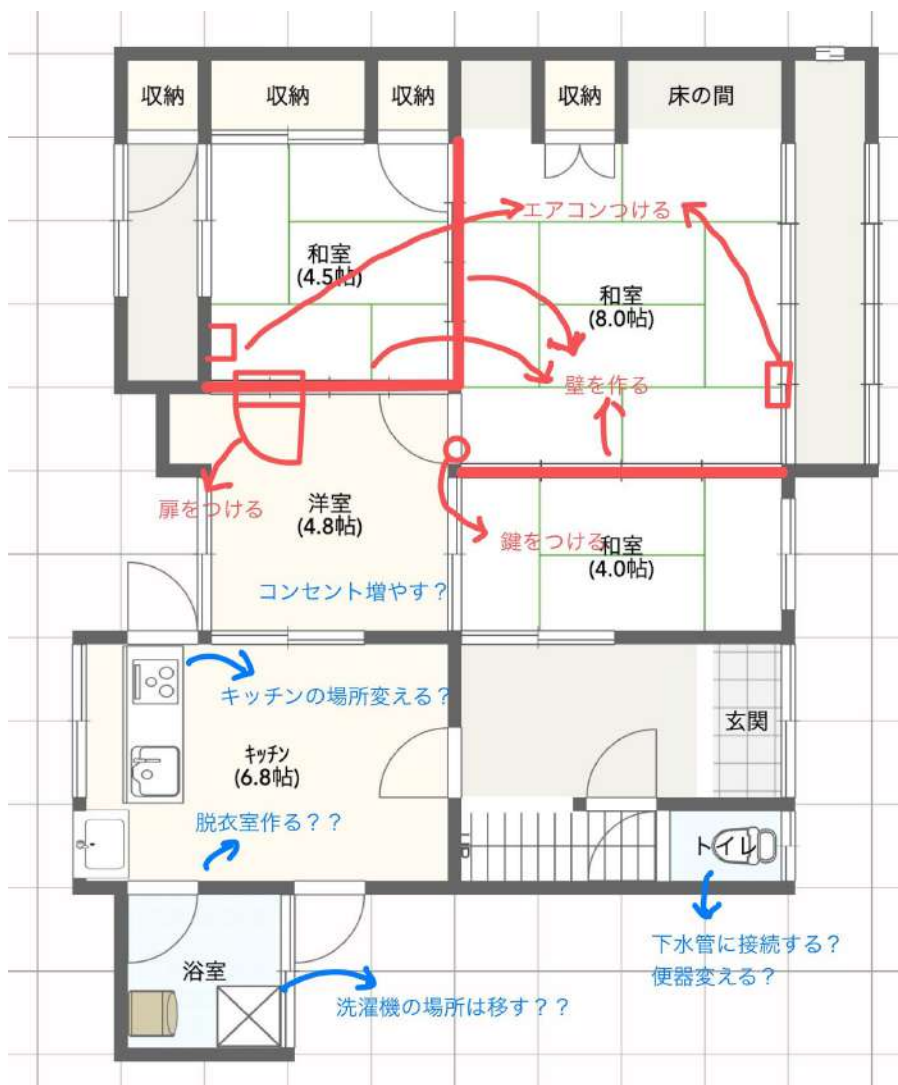 収納
収納
収納
収納
床の間
エアコンつける
和室
(4.5帖)
和室
(8.0帖)
壁を作る
扉をつける
洋室
(4.8帖)
鍵をつける
和室
(4.0帖)
コンセント増やす？
キッチンの場所変える？
玄関
キッチン
(6.8帖)
脱衣室作る？？
トイレ
下水管に接続する？
便器変える？
浴室
洗濯機の場所は移す？？